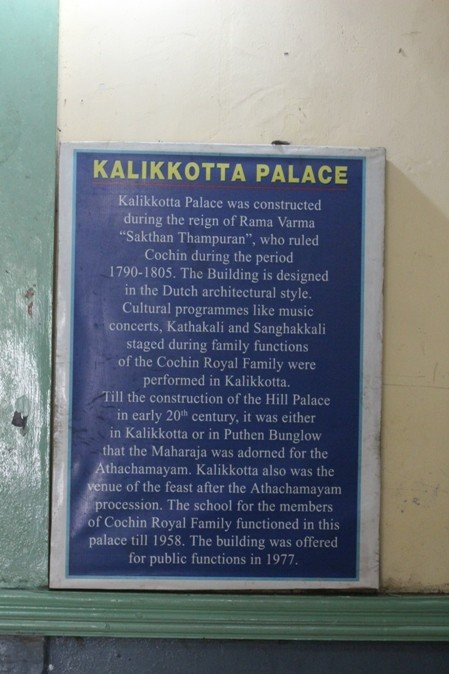 KALIKKOTTA PALACE
Kalikkotta Palace was constructed
during the reign of Rama Varma
“Sakthan Thampuran”, who ruled
Cochin during the period
1790-1805. The Building is designed
in the Dutch architectural style.
Cultural programmes like music
concerts, Kathakali and Sanghakkali
staged during family functions
of the Cochin Royal Family were
performed in Kalikkotta.
Till the construction of the Hill Palace
in early 20th century, it was either
in Kalikkotta or in Puthen Bunglow
that the Maharaja was adorned for the
Athachamayam. Kalikkotta also was the
venue of the feast after the Athachamayam
procession. The school for the members
of Cochin Royal Family functioned in this
palace till 1958. The building was offered
for public functions in 1977.